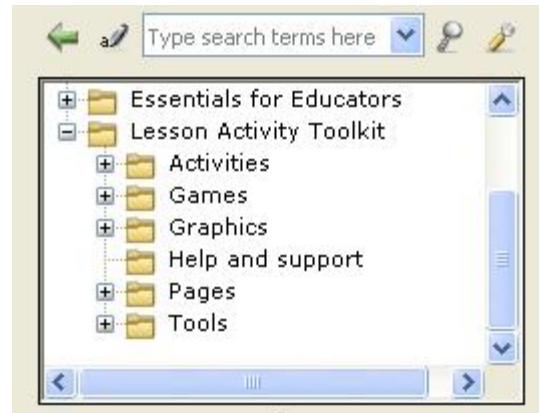 a Type search terms here
Essentials for Educators
Lesson Activity Toolkit
Activities
Games
Graphics
Help and support
Pages
Tools